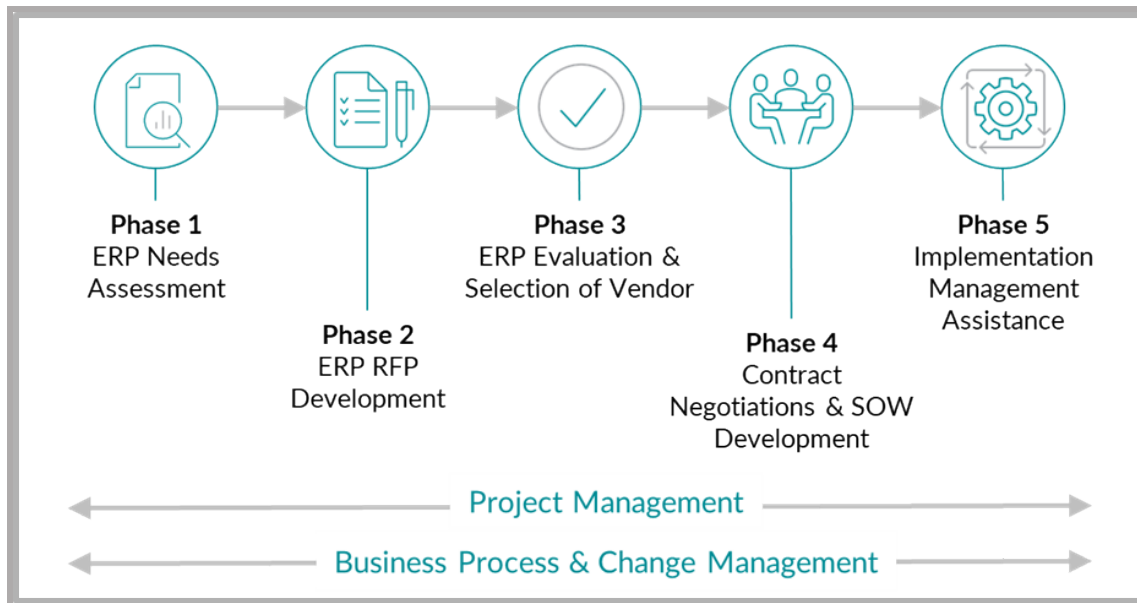 Phase 1
ERP Needs
Assessment
Phase 2
ERP RFP
Development
Phase 3
ERP Evaluation &
Selection of Vendor
Phase 4
Contract
Negotiations & SOW
Development
Phase 5
Implementation
Management
Assistance
Project Management
Business Process & Change Management